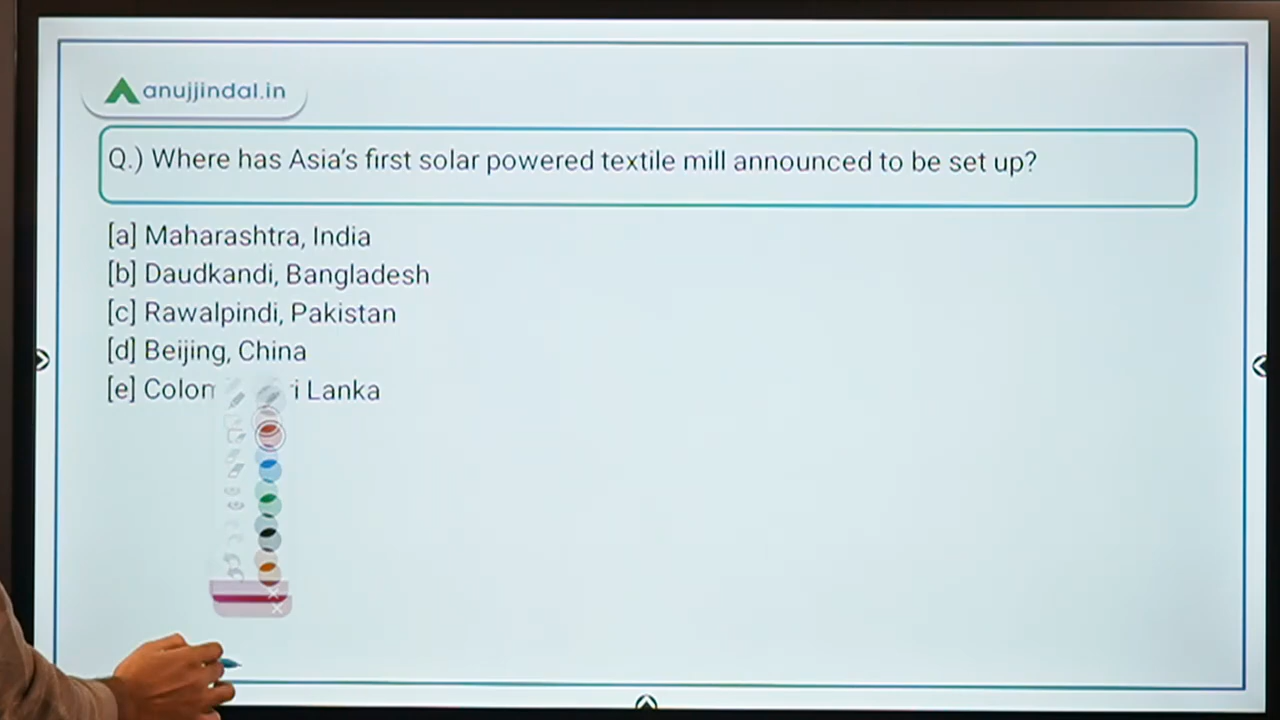 anujjindal.in
Q.) Where has Asia's first solar powered textile mill announced to be set up?
[a] Maharashtra, India
[b] Daudkandi, Bangladesh
[c] Rawalpindi, Pakistan
[d] Beijing, China
[e] Lanka